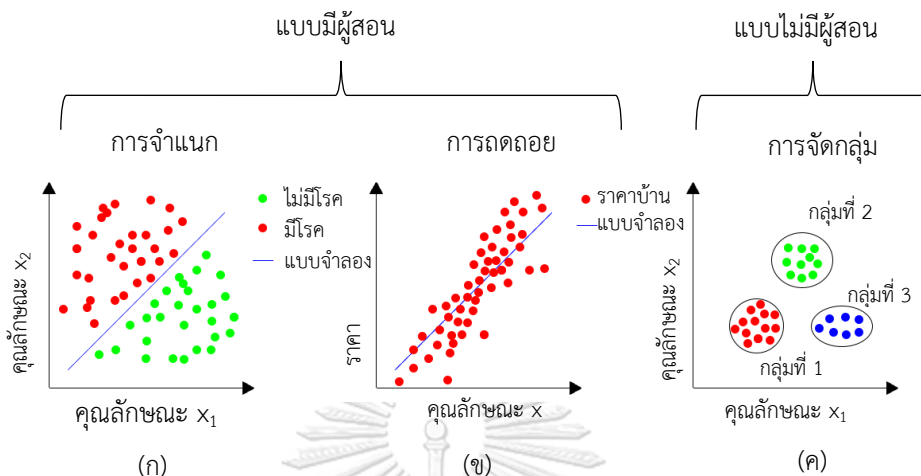 แบบมีผู้สอน
แบบไม่มีผู้สอน
การจำแนก
การถดถอย
การจัดกลุ่ม
ไม่มีโรค
มีโรค
แบบจำลอง
คุณลักษณะ x₂
คุณลักษณะ x₁
(ก)
ราคาบ้าน
แบบจำลอง
ราคา
คุณลักษณะ x
(ข)
กลุ่มที่ 2
กลุ่มที่ 3
กลุ่มที่ 1
คุณลักษณะ x₂
คุณลักษณะ x₁
(ค)